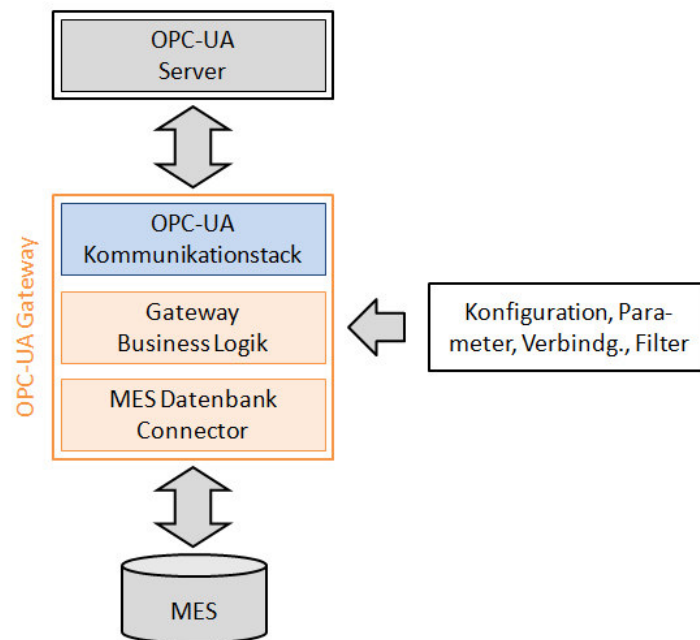 OPC-UA
Server
OPC-UA Gateway
OPC-UA
Kommunikationstack
Gateway
Business Logik
MES Datenbank
Connector
Konfiguration, Para-
meter, Verbindg., Filter
MES